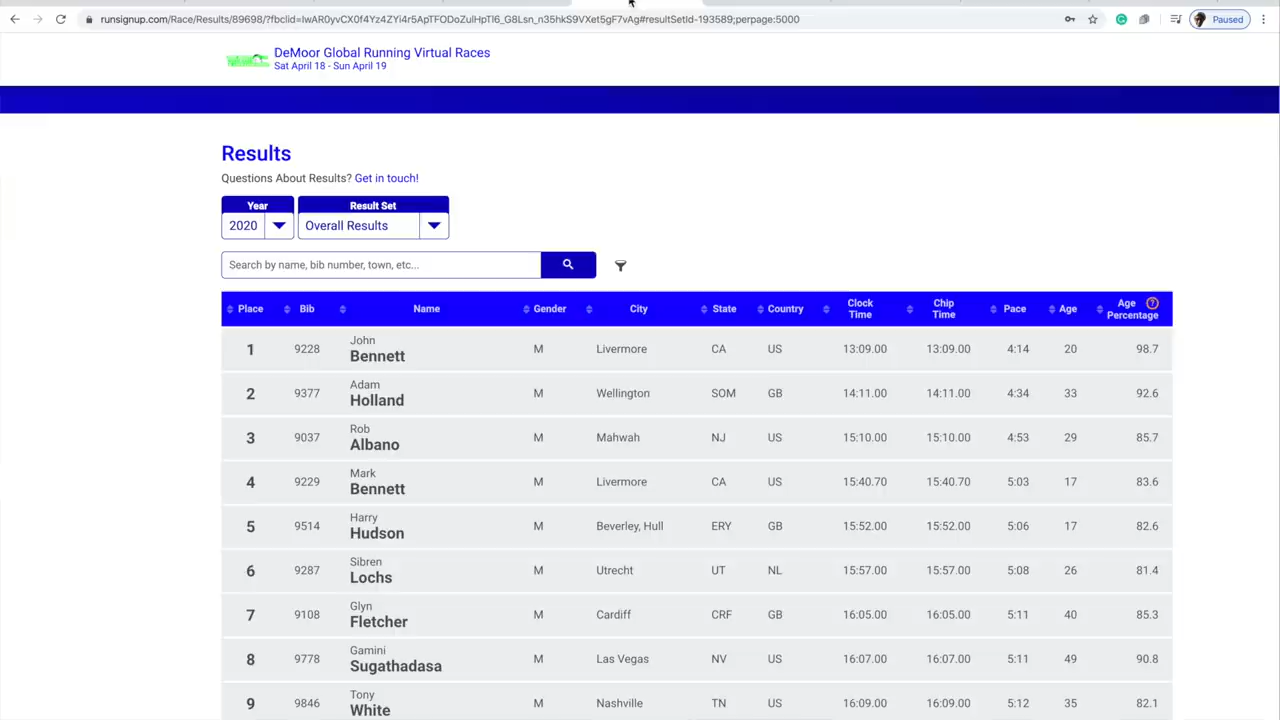 runsignup.com/Race/Results/89698/?fbclid=IwAR0yvCX0f4Yz4ZYi4r5ApTFODoZuiHpTl6_G8Lsn_n35hkS9VXet5gF7vAg#resultSetId-193589;perpage:5000
Paused
DeMoor Global Running Virtual Races
Sat April 18 - Sun April 19
Results
Questions About Results? Get in touch!
Year Result Set
2020 Overall Results
Search by name, bib number, town, etc...
Place Bib Name Gender City State Country Clock Time Chip Time Pace Age Age Percentage ?
1 9228 John Bennett M Livermore CA US 13:09.00 13:09.00 4:14 20 98.7
2 9377 Adam Holland M Wellington SOM GB 14:11.00 14:11.00 4:34 33 92.6
3 9037 Rob Albano M Mahwah NJ US 15:10.00 15:10.00 4:53 29 85.7
4 9229 Mark Bennett M Livermore CA US 15:40.70 15:40.70 5:03 17 83.6
5 9514 Harry Hudson M Beverley, Hull ERY GB 15:52.00 15:52.00 5:06 17 82.6
6 9287 Sibren Lochs M Utrecht UT NL 15:57.00 15:57.00 5:08 26 81.4
7 9108 Glyn Fletcher M Cardiff CRF GB 16:05.00 16:05.00 5:11 40 85.3
8 9778 Gamini Sugathadasa M Las Vegas NV US 16:07.00 16:07.00 5:11 49 90.8
9 9846 Tony White M Nashville TN US 16:09.00 16:09.00 5:12 35 82.1